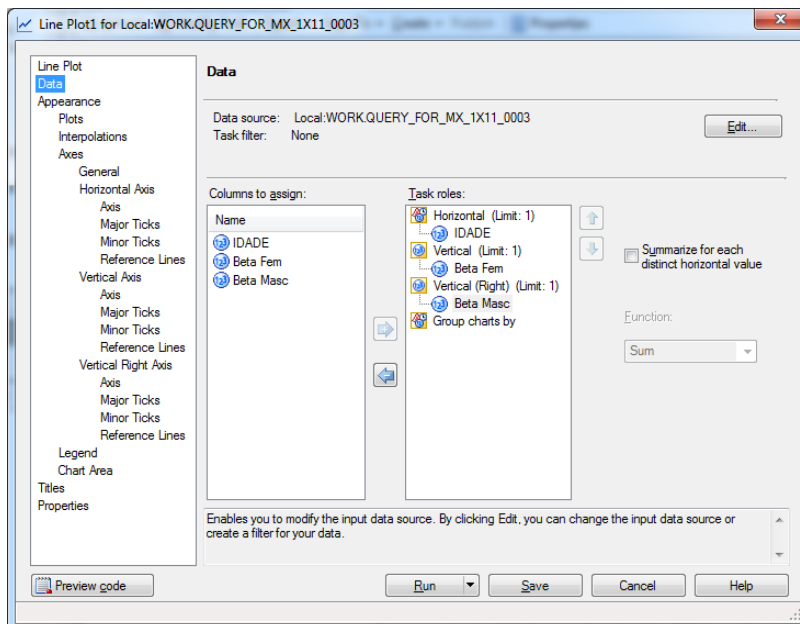 Line Plot1 for Local:WORK.QUERY_FOR_MX_1X11_0003
Line Plot
Data
Appearance
Plots
Interpolations
Axes
General
Horizontal Axis
Axis
Major Ticks
Minor Ticks
Reference Lines
Vertical Axis
Axis
Major Ticks
Minor Ticks
Reference Lines
Vertical Right Axis
Axis
Major Ticks
Minor Ticks
Reference Lines
Legend
Chart Area
Titles
Properties
Data
Data source: Local:WORK.QUERY_FOR_MX_1X11_0003
Task filter: None
Edit...
Columns to assign:
Name
IDADE
Beta Fem
Beta Masc
Task roles:
Horizontal (Limit: 1)
IDADE
Vertical (Limit: 1)
Beta Fem
Vertical (Right) (Limit: 1)
Beta Masc
Group charts by
Summarize for each
distinct horizontal value
Function:
Sum
Enables you to modify the input data source. By clicking Edit, you can change the input data source or
create a filter for your data.
Preview code
Run
Save
Cancel
Help